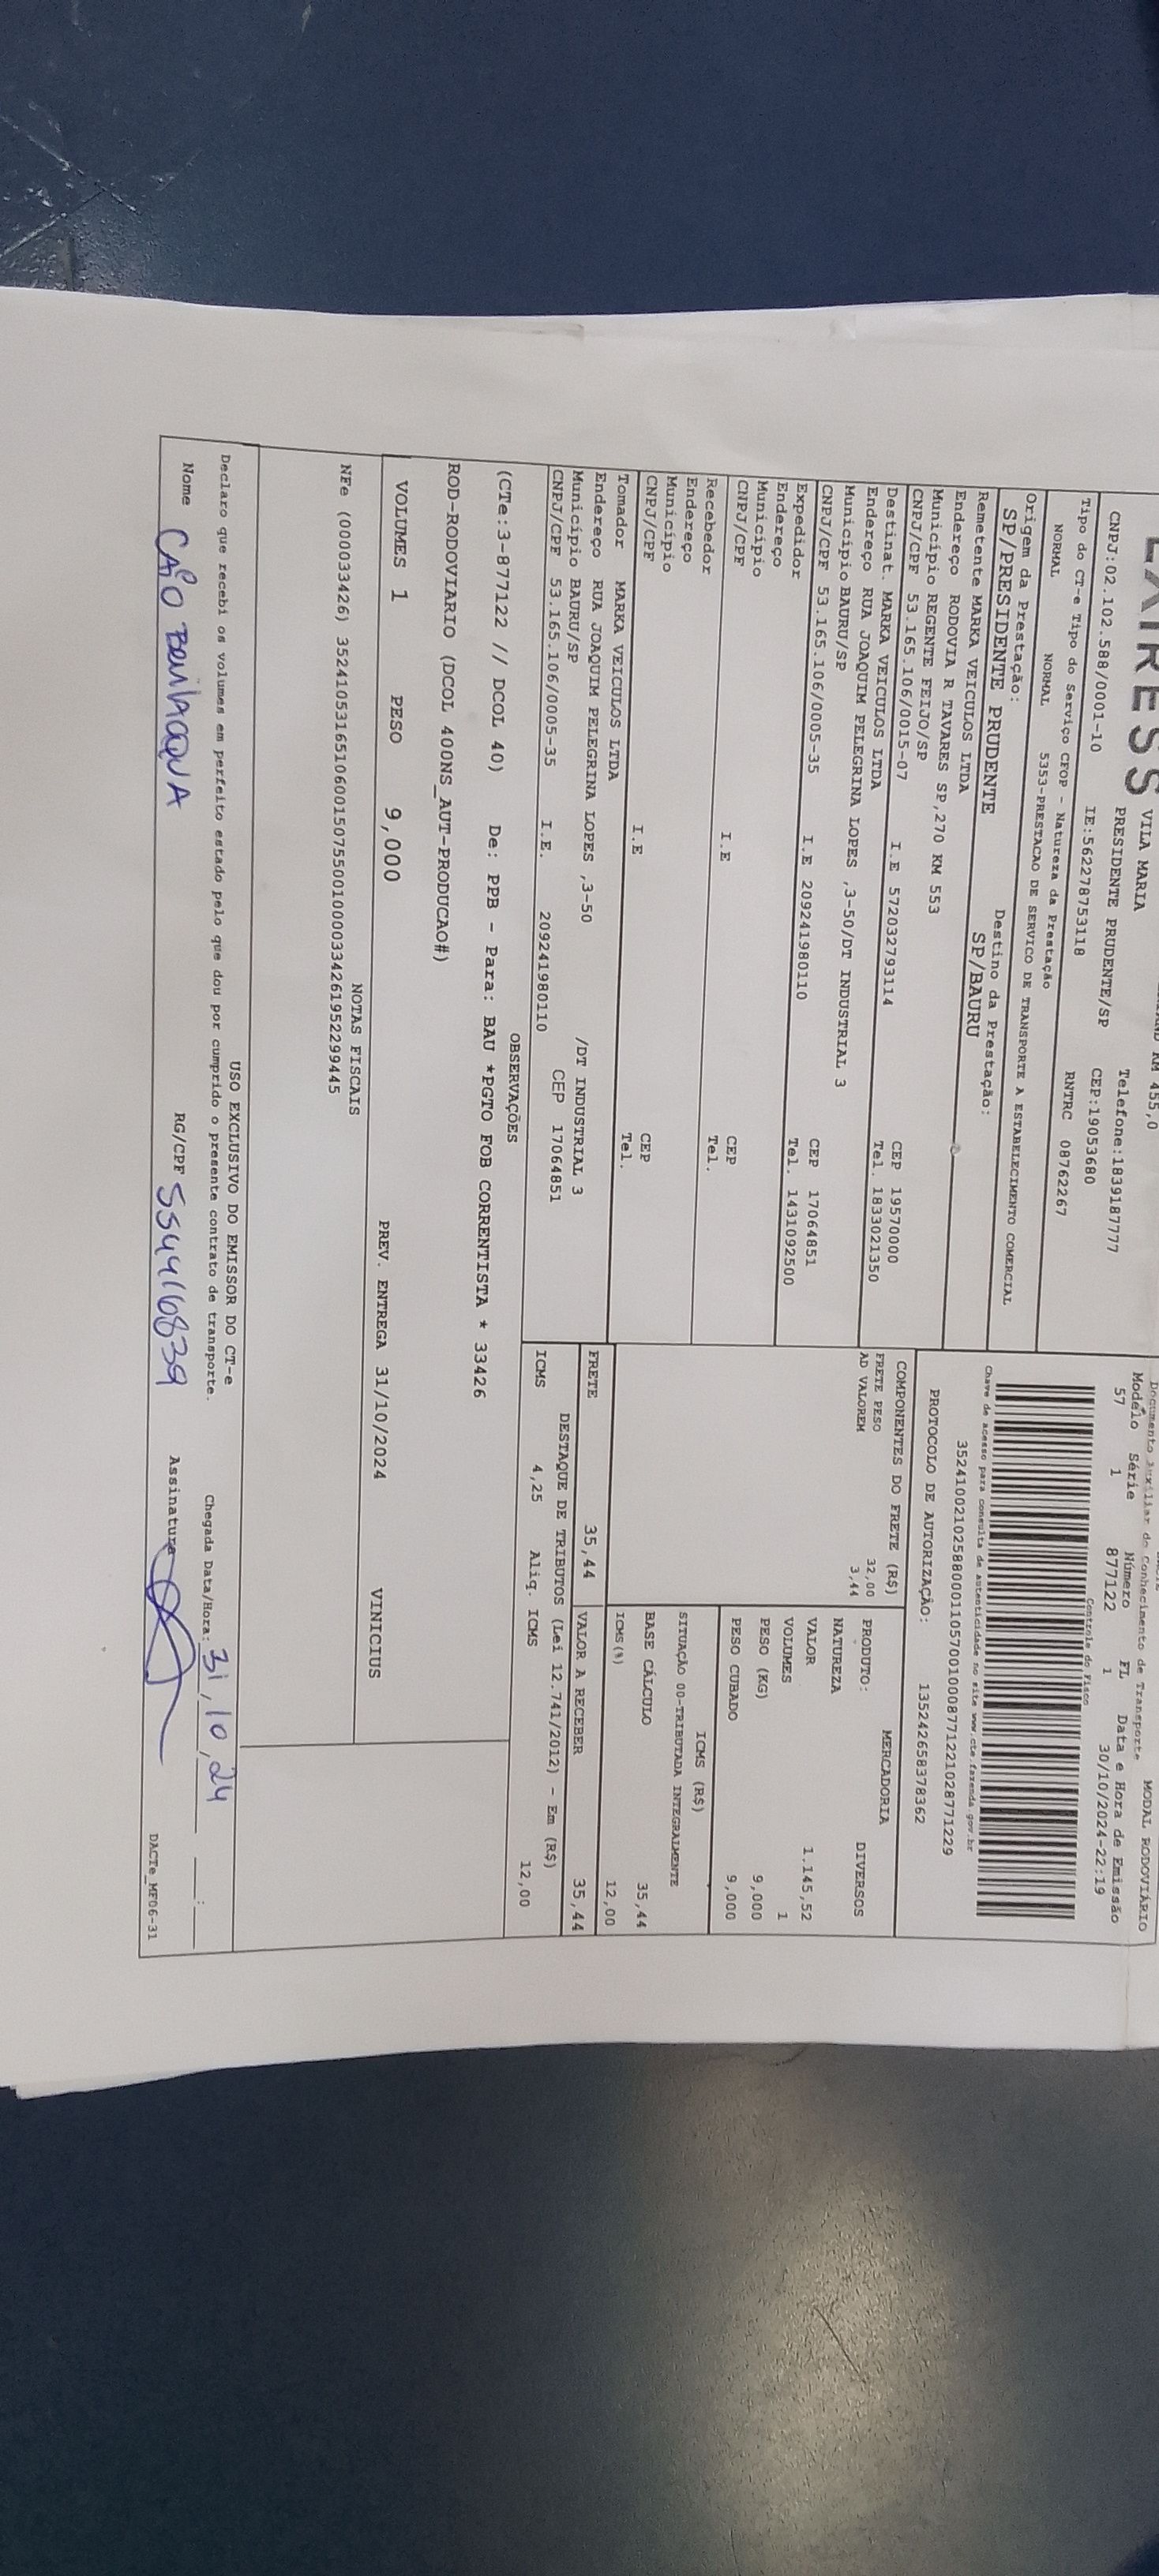 VILA MARIA
KM 455,0
PRESIDENTE PRUDENTE/SP
Telefone:1839187777
CNPJ:02.102.588/0001-10 IE:562278753118 CEP:19053680
Documento Auxiliar do Conhecimento de Transporte MODAL RODOVIÁRIO
Modelo Série Número FL Data e Hora de Emissão
57 1 877122 1 30/10/2024-22:19
Controle do Fisco
Tipo do CT-e Tipo do Serviço CFOP - Natureza da Prestação RNTRC 08762267
NORMAL NORMAL 5353-PRESTACAO DE SERVICO DE TRANSPORTE A ESTABELECIMENTO COMERCIAL
Chave de acesso para consulta de autenticidade no site www.cte.fazenda.gov.br
35241002102588000110570010008771221028771229
PROTOCOLO DE AUTORIZAÇÃO: 135242658378362
Origem da Prestação: Destino da Prestação:
SP/PRESIDENTE PRUDENTE SP/BAURU
Remetente MARKA VEICULOS LTDA
Endereço RODOVIA R TAVARES SP,270 KM 553
Município REGENTE FEIJO/SP CEP 19570000
CNPJ/CPF 53.165.106/0015-07 I.E 572032793114 Tel. 1833021350
Destinat. MARKA VEICULOS LTDA
Endereço RUA JOAQUIM PELEGRINA LOPES ,3-50/DT INDUSTRIAL 3
Municipio BAURU/SP CEP 17064851
CNPJ/CPF 53.165.106/0005-35 I.E 209241980110 Tel. 1431092500
Expedidor
Endereço
Município CEP
CNPJ/CPF I.E Tel.
Recebedor
Endereço
Município CEP
CNPJ/CPF I.E Tel.
Tomador MARKA VEICULOS LTDA
Endereço RUA JOAQUIM PELEGRINA LOPES ,3-50 /DT INDUSTRIAL 3
Município BAURU/SP CEP 17064851
CNPJ/CPF 53.165.106/0005-35 I.E. 209241980110
COMPONENTES DO FRETE (R$)
FRETE PESO 32,00
AD VALOREM 3,44
MERCADORIA
PRODUTO: DIVERSOS
NATUREZA
VALOR 1.145,52
VOLUMES 1
PESO (KG) 9,000
PESO CUBADO 9,000
ICMS (R$)
SITUAÇÃO 00-TRIBUTADA INTEGRALMENTE
BASE CÁLCULO 35,44
ICMS(%) 12,00
FRETE 35,44 VALOR A RECEBER 35,44
DESTAQUE DE TRIBUTOS (Lei 12.741/2012) - Em (R$)
ICMS 4,25 Aliq. ICMS 12,00
OBSERVAÇÕES
(CTe:3-877122 // DCOL 40) De: PPB - Para: BAU *PGTO FOB CORRENTISTA * 33426
ROD-RODOVIARIO (DCOL 400NS_AUT-PRODUCAO#)
VOLUMES 1 PESO 9,000 PREV. ENTREGA 31/10/2024 VINICIUS
NOTAS FISCAIS
NFe (000033426) 35241053165106001507550010000334261952299445
USO EXCLUSIVO DO EMISSOR DO CT-e
Declaro que recebi os volumes em perfeito estado pelo que dou por cumprido o presente contrato de transporte. Chegada Data/Hora: 31,10,24 :
Nome CAIO BEVILACQUA RG/CPF 55441683­9 Assinatura
DACTe_MF06-31